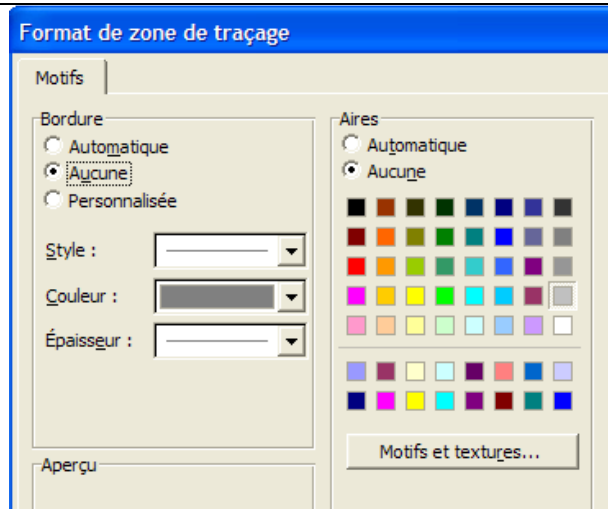 Format de zone de traçage
Motifs
Bordure
Automatique
Aucune
Personnalisée
Style :
Couleur :
Épaisseur :
Aperçu
Aires
Automatique
Aucune
Motifs et textures...